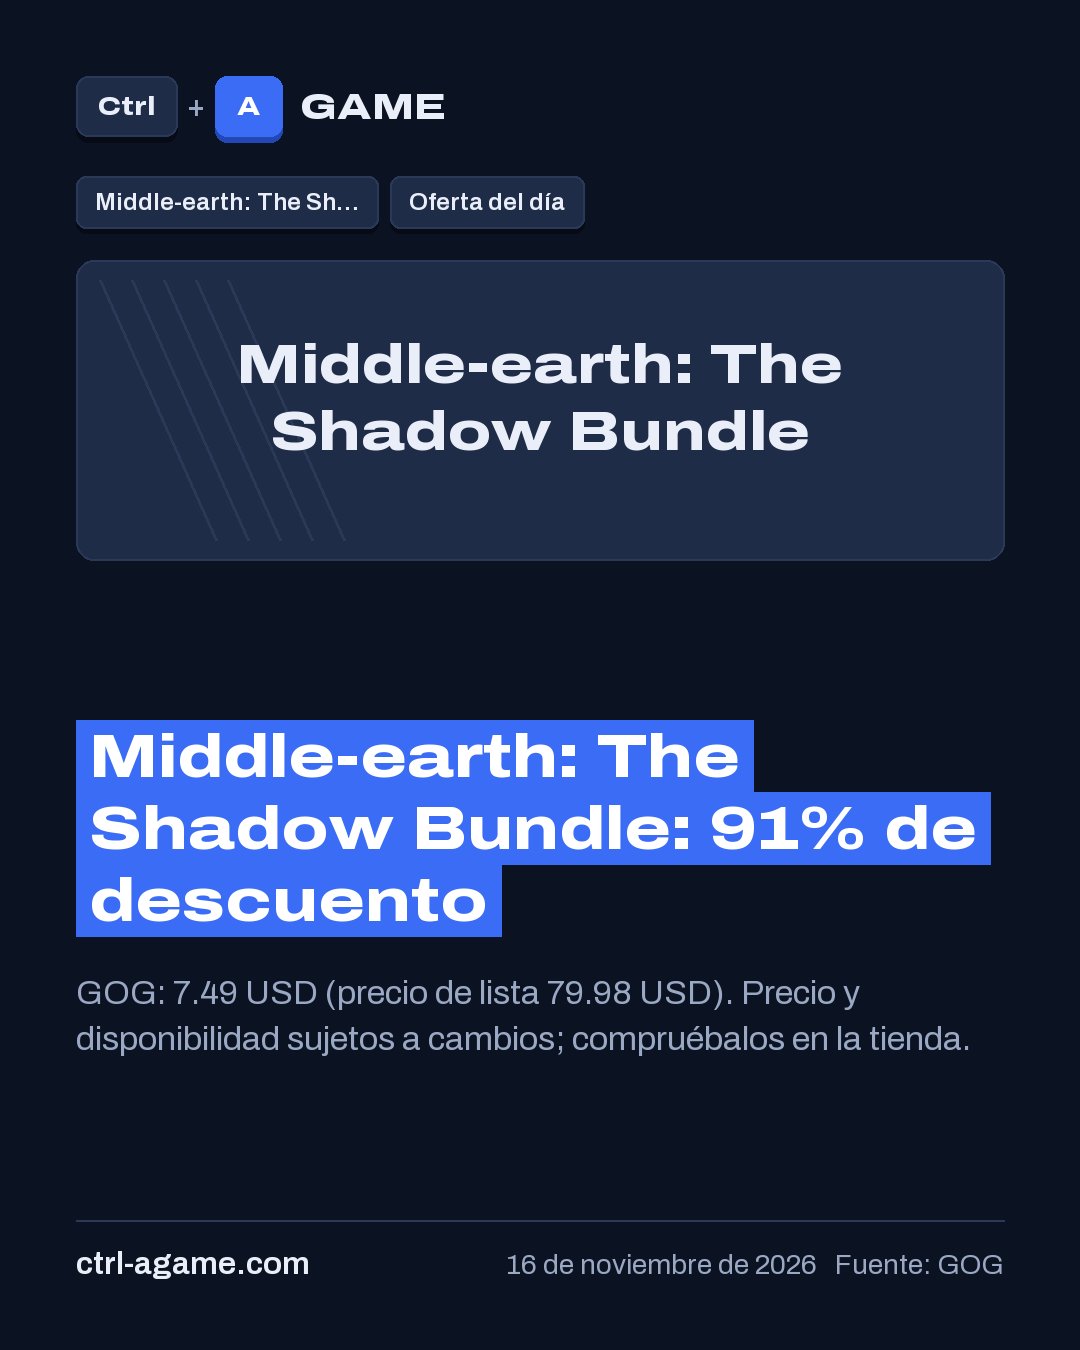 Ctrl + A GAME
Middle-earth: The Sh... Oferta del día
Middle-earth: The
Shadow Bundle
Middle-earth: The
Shadow Bundle: 91% de
descuento
GOG: 7.49 USD (precio de lista 79.98 USD). Precio y
disponibilidad sujetos a cambios; compruébalos en la tienda.
ctrl-agame.com 16 de noviembre de 2026 Fuente: GOG